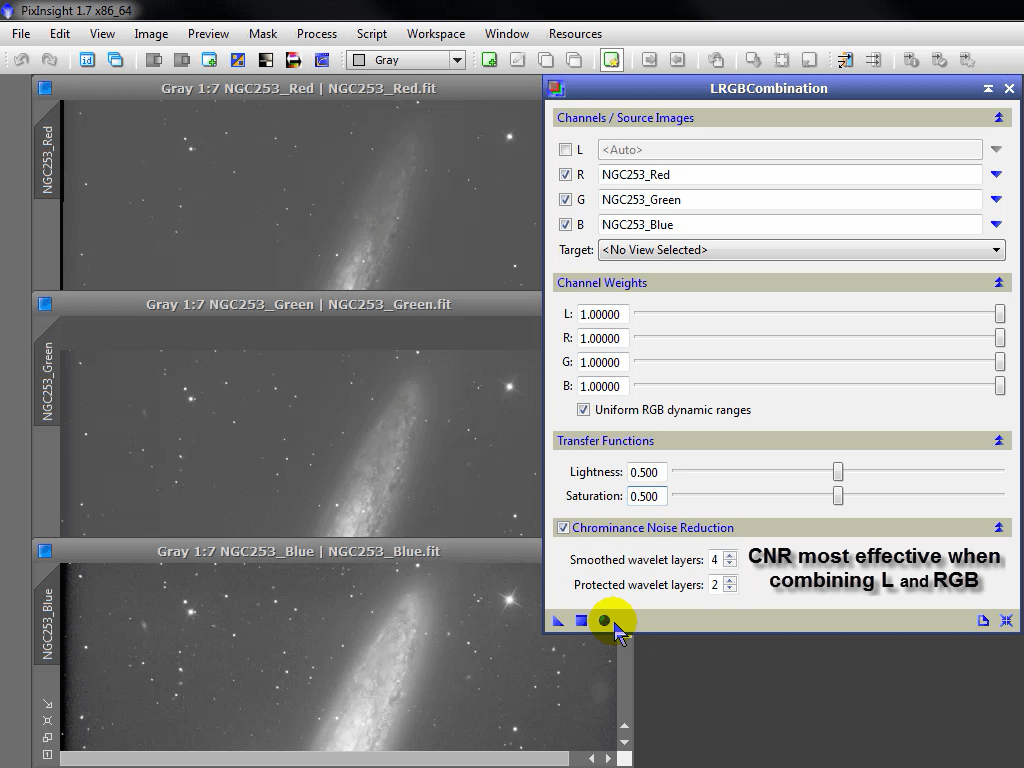 PixInsight 1.7 x86_64
File Edit View Image Preview Mask Process Script Workspace Window Resources
id Gray
Gray 1:7 NGC253_Red | NGC253_Red.fit
NGC253_Red
Gray 1:7 NGC253_Green | NGC253_Green.fit
NGC253_Green
Gray 1:7 NGC253_Blue | NGC253_Blue.fit
NGC253_Blue
LRGBCombination
Channels / Source Images
L <Auto>
R NGC253_Red
G NGC253_Green
B NGC253_Blue
Target: <No View Selected>
Channel Weights
L: 1.00000
R: 1.00000
G: 1.00000
B: 1.00000
Uniform RGB dynamic ranges
Transfer Functions
Lightness: 0.500
Saturation: 0.500
Chrominance Noise Reduction
Smoothed wavelet layers: 4
Protected wavelet layers: 2
CNR most effective when
combining L and RGB